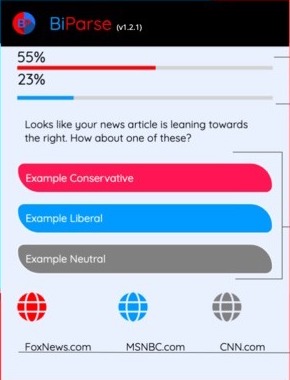 B
BiParse (v1.2.1)
55%
23%
Looks like your news article is leaning towards
the right. How about one of these?
Example Conservative
Example Liberal
Example Neutral
FoxNews.com MSNBC.com CNN.com